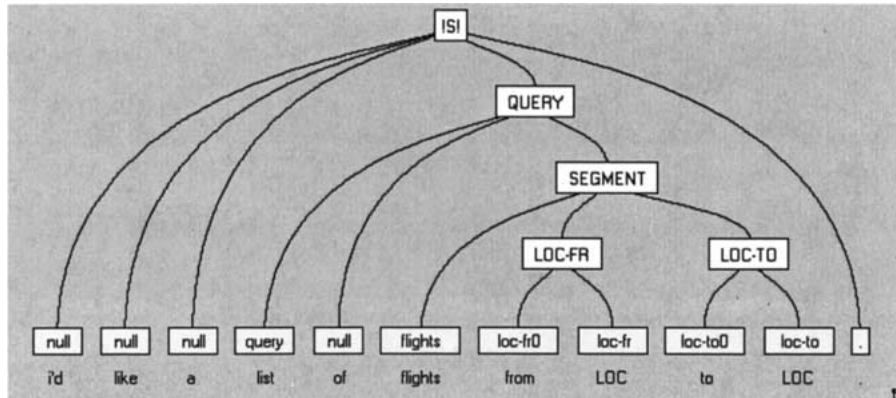 !S!
QUERY
SEGMENT
LOC-FR LOC-TO
null null null query null flights loc-fr0 loc-fr loc-to0 loc-to .
i'd like a list of flights from LOC to LOC .